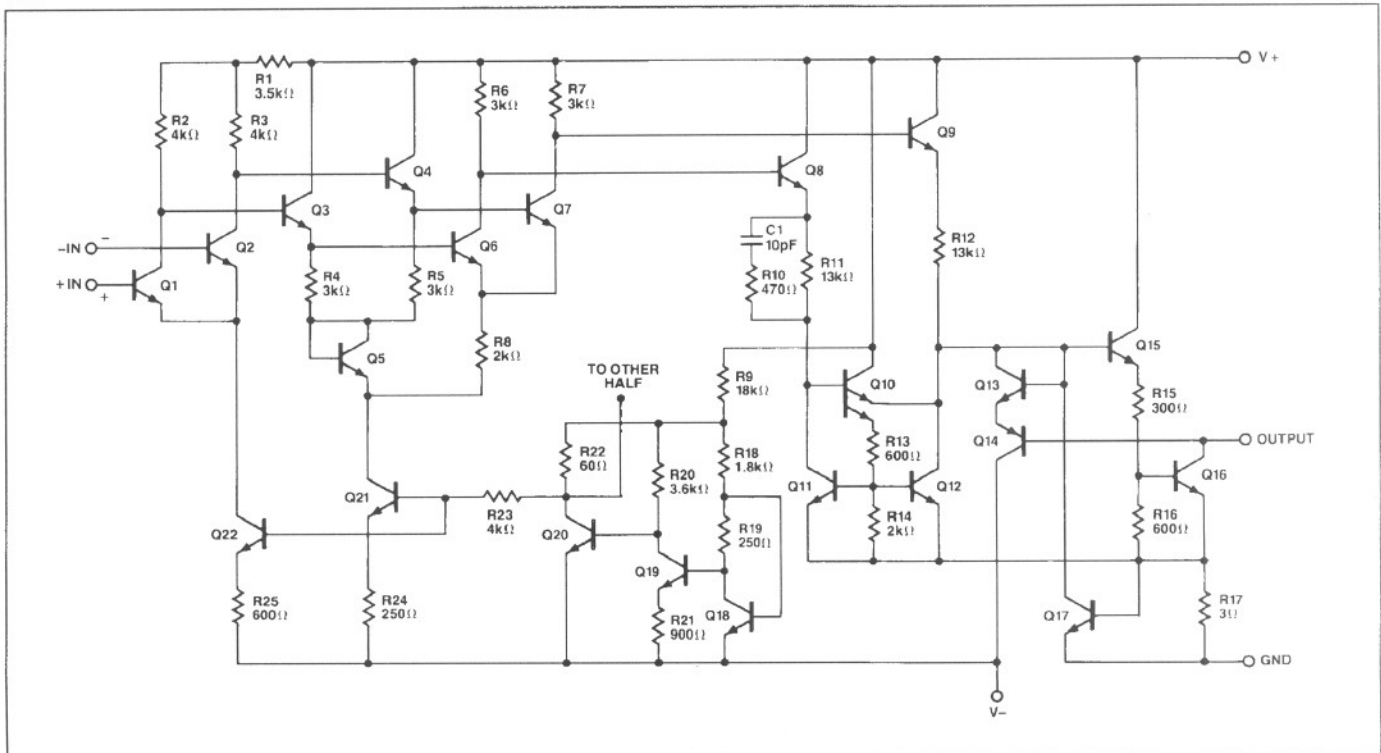 V+
R1
3.5kΩ
R2
4kΩ
R3
4kΩ
R6
3kΩ
R7
3kΩ
Q9
Q4
Q8
Q3
Q7
-IN
-
Q2
Q6
C1
10pF
R12
13kΩ
R11
13kΩ
+IN
+
Q1
R4
3kΩ
R5
3kΩ
R10
470Ω
Q5
R8
2kΩ
TO OTHER
HALF
R9
18kΩ
Q10
Q13
Q15
R15
300Ω
R22
60Ω
R20
3.6kΩ
R18
1.8kΩ
R13
600Ω
Q14
OUTPUT
Q16
Q21
R23
4kΩ
Q11
Q12
Q22
Q20
R19
250Ω
R14
2kΩ
R16
600Ω
Q19
Q18
R25
600Ω
R24
250Ω
R21
900Ω
Q17
R17
3Ω
GND
V-